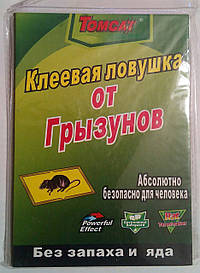 Tomcat
Клеевая ловушка
от
Грызунов
Абсолютно
безопасно для человека
Powerful
Effect
Без запаха и яда